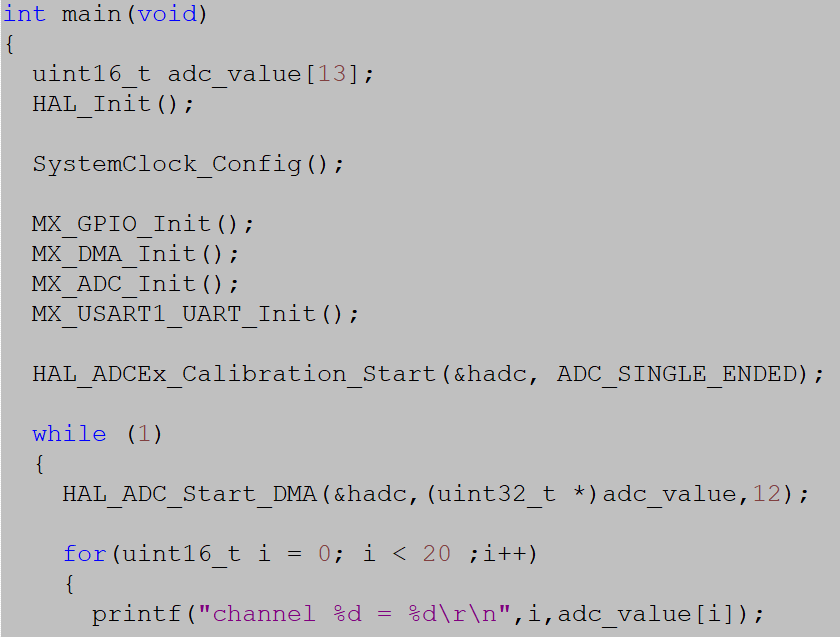 int main(void)
{
uint16_t adc_value[13];
HAL_Init();
SystemClock_Config();
MX_GPIO_Init();
MX_DMA_Init();
MX_ADC_Init();
MX_USART1_UART_Init();
HAL_ADCEx_Calibration_Start(&hadc, ADC_SINGLE_ENDED);
while (1)
{
HAL_ADC_Start_DMA(&hadc,(uint32_t *)adc_value,12);
for(uint16_t i = 0; i < 20 ;i++)
{
printf("channel %d = %d\r\n",i,adc_value[i]);